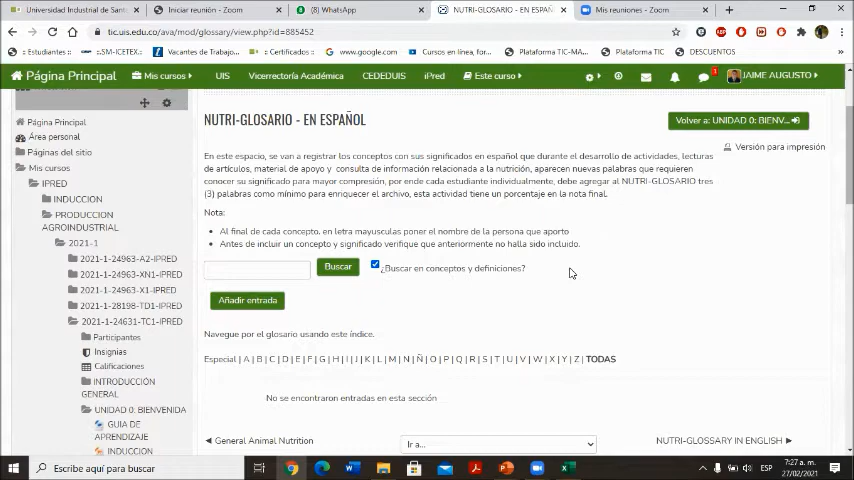 Universidad Industrial de Santa
Iniciar reunión - Zoom
(8) WhatsApp
NUTRI-GLOSARIO - EN ESPAÑ
Mis reuniones - Zoom
tic.uis.edu.co/ava/mod/glossary/view.php?id=885452
:: Estudiantes ::
.:SM-ICETEX:.
Vacantes de Trabajo...
.:: Certificados ::.
www.google.com
Cursos en línea, for...
Plataforma TIC-MA...
Plataforma TIC
DESCUENTOS
Página Principal
Mis cursos
UIS
Vicerrectoría Académica
CEDEDUIS
iPred
Este curso
1
JAIME AUGUSTO
Página Principal
Área personal
Páginas del sitio
Mis cursos
IPRED
INDUCCION
PRODUCCION
AGROINDUSTRIAL
2021-1
2021-1-24963-A2-IPRED
2021-1-24963-XN1-IPRED
2021-1-24963-X1-IPRED
2021-1-28198-TD1-IPRED
2021-1-24631-TC1-IPRED
Participantes
Insignias
Calificaciones
INTRODUCCIÓN
GENERAL
UNIDAD 0: BIENVENIDA
GUIA DE
APRENDIZAJE
INDUCCION
NUTRI-GLOSARIO - EN ESPAÑOL
Volver a: UNIDAD 0: BIENV...
Versión para impresión
En este espacio, se van a registrar los conceptos con sus significados en español que durante el desarrollo de actividades, lecturas
de artículos, material de apoyo y consulta de información relacionada a la nutrición, aparecen nuevas palabras que requieren
conocer su significado para mayor compresión, por ende cada estudiante individualmente, debe agregar al NUTRI-GLOSARIO tres
(3) palabras como mínimo para enriquecer el archivo, esta actividad tiene un porcentaje en la nota final.
Nota:
Al final de cada concepto, en letra mayusculas poner el nombre de la persona que aporto
Antes de incluir un concepto y significado verifique que anteriormente no halla sido incluido.
Buscar
¿Buscar en conceptos y definiciones?
Añadir entrada
Navegue por el glosario usando este índice.
Especial | A | B | C | D | E | F | G | H | I | J | K | L | M | N | Ñ | O | P | Q | R | S | T | U | V | W | X | Y | Z | TODAS
No se encontraron entradas en esta sección
◄ General Animal Nutrition
Ir a...
NUTRI-GLOSSARY IN ENGLISH ►
Escribe aquí para buscar
ESP
7:27 a. m.
27/02/2021